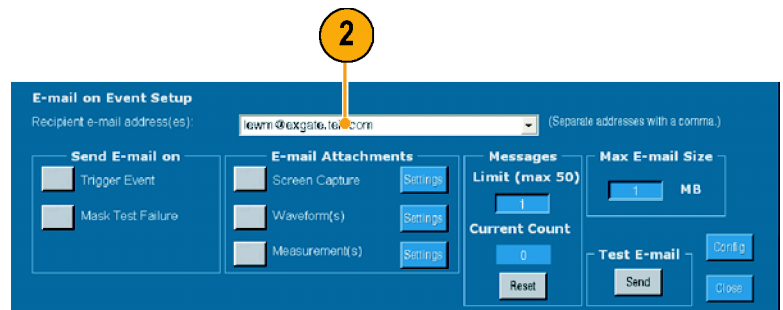 2
E-mail on Event Setup
Recipient e-mail address(es):
(Separate addresses with a comma.)
Send E-mail on
Trigger Event
Mask Test Failure
E-mail Attachments
Screen Capture Settings
Waveform(s) Settings
Measurement(s) Settings
Messages
Limit (max 50)
1
Current Count
0
Reset
Max E-mail Size
1 MB
Test E-mail
Send
Config
Close